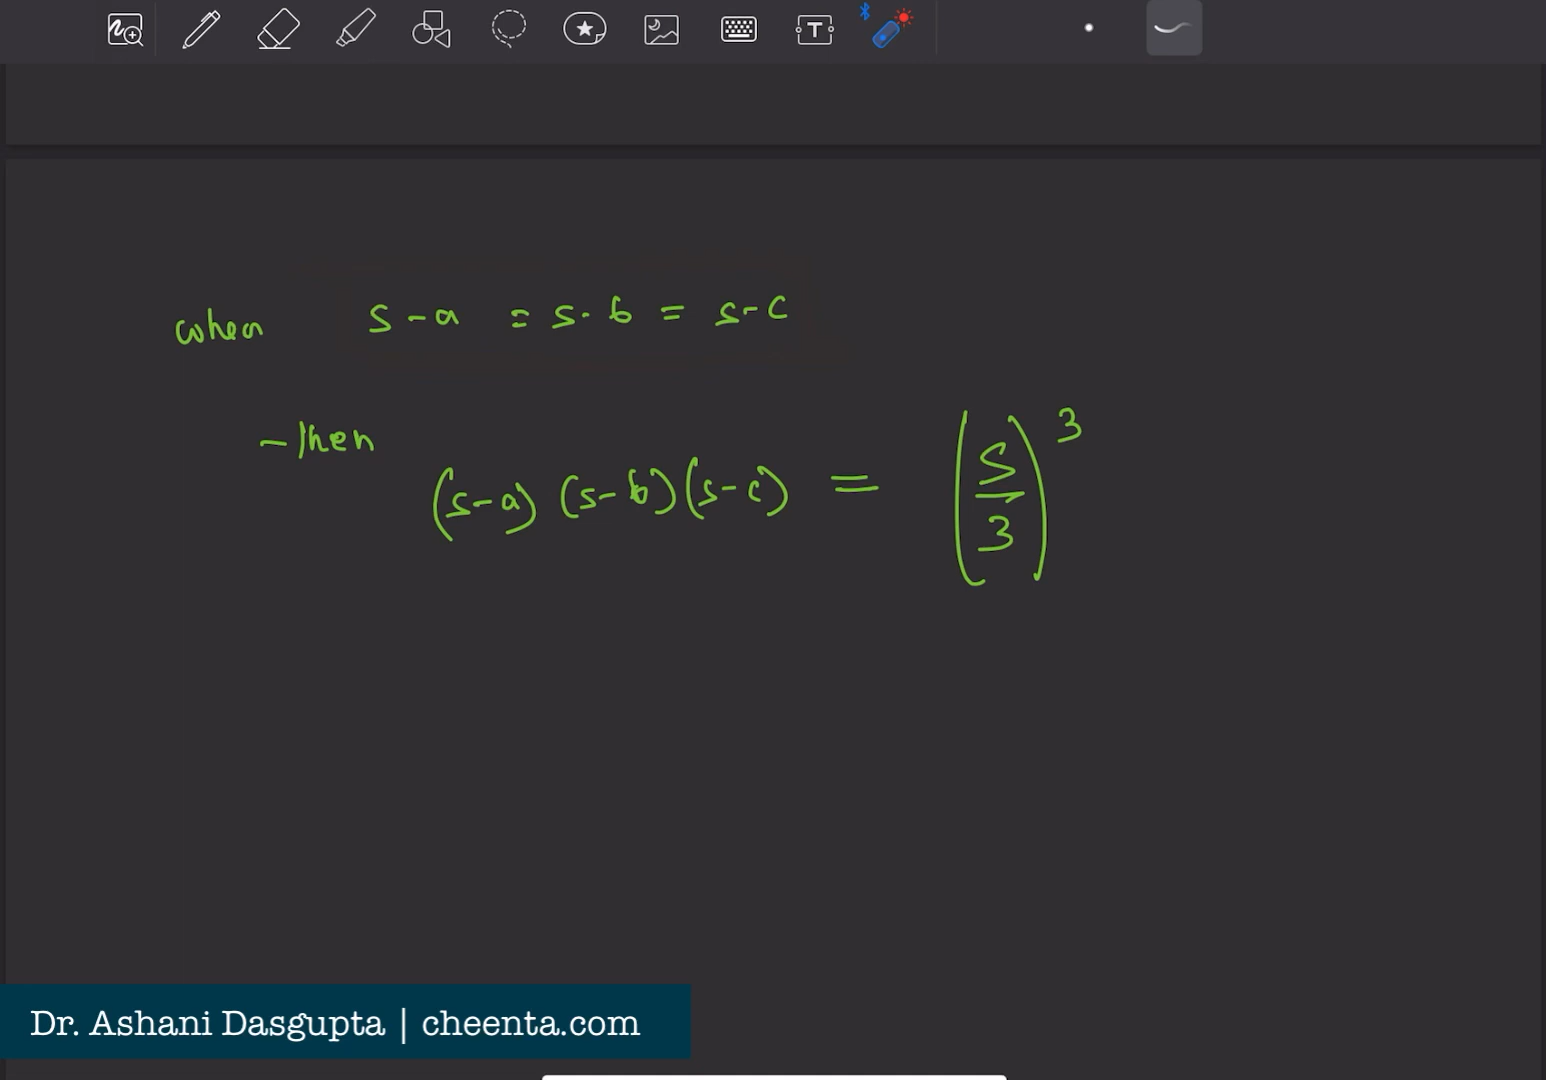 when s-a = s-b = s-c
Then
(s-a) (s-b)(s-c) = (s/3)^3
Dr. Ashani Dasgupta | cheenta.com